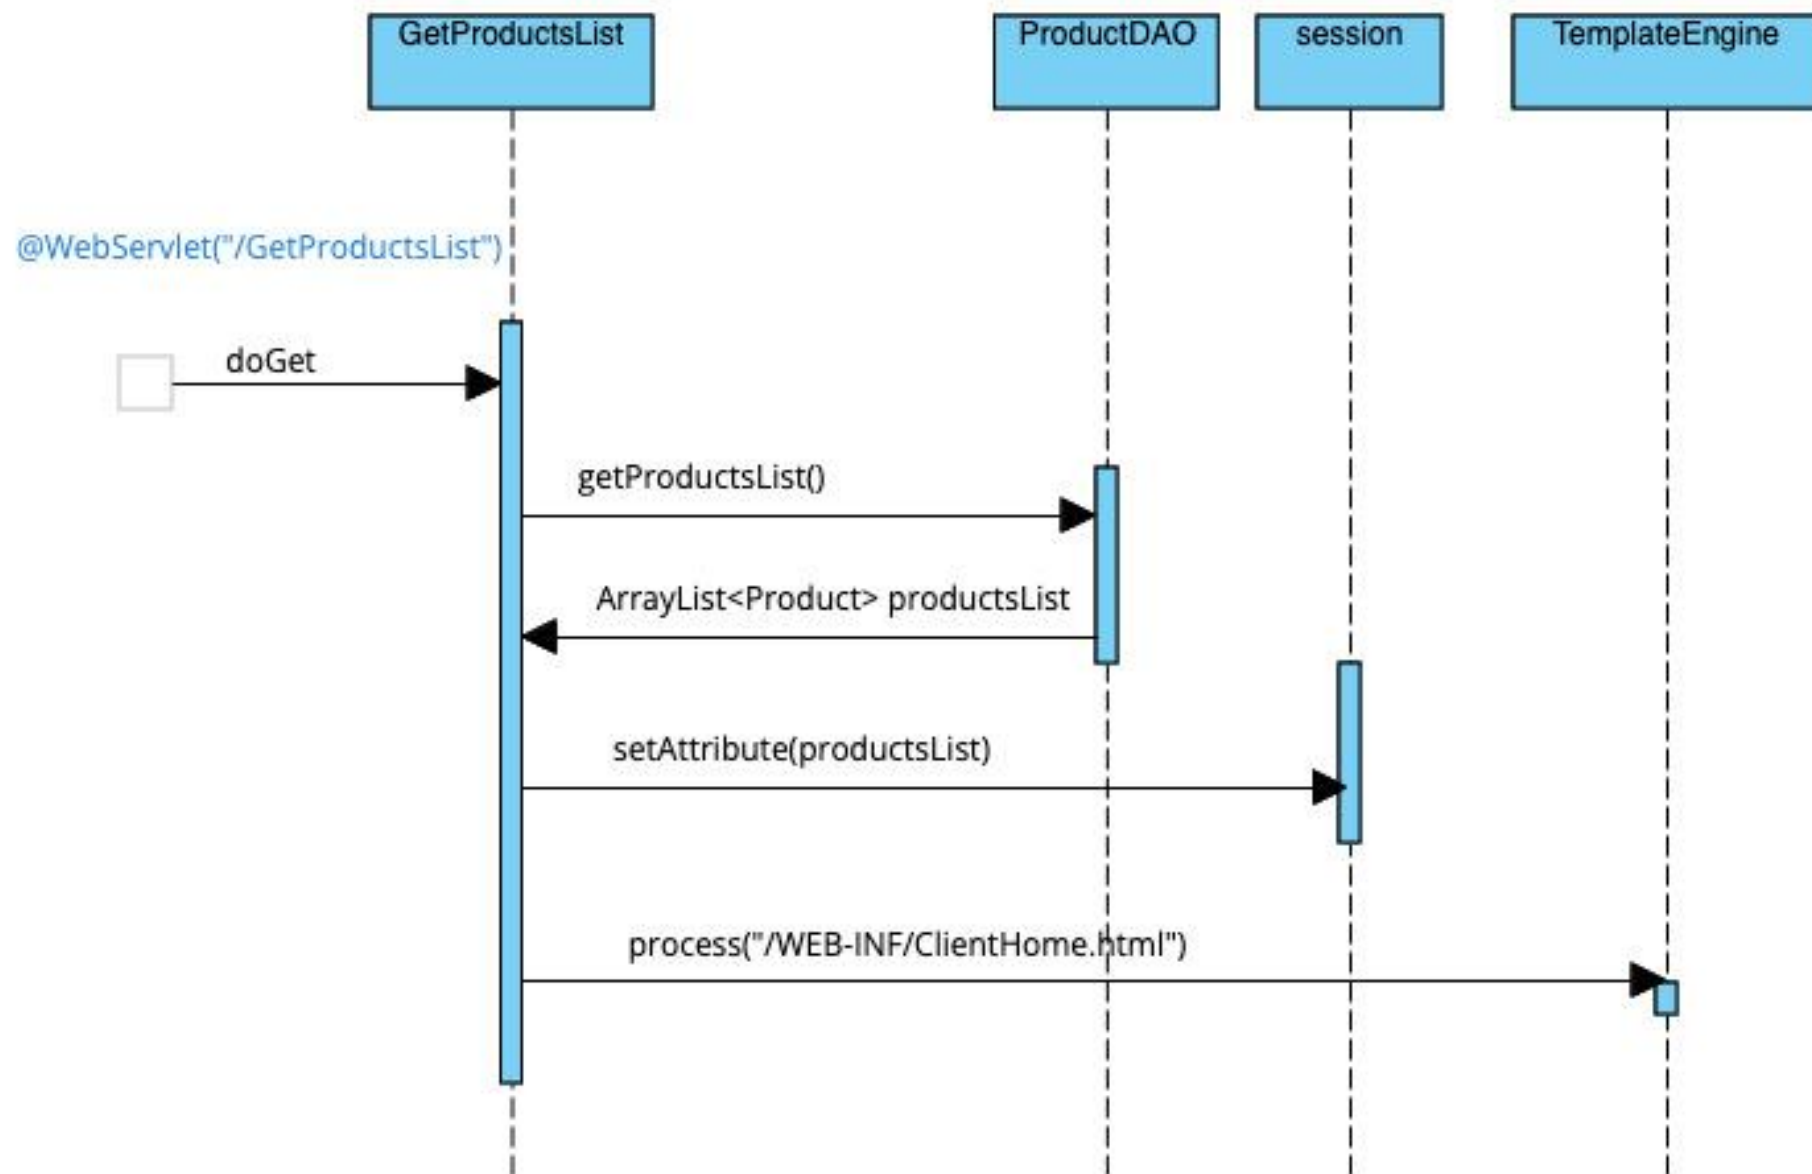 GetProductsList
ProductDAO
session
TemplateEngine
@WebServlet("/GetProductsList")
doGet
getProductsList()
ArrayList<Product> productsList
setAttribute(productsList)
process("/WEB-INF/ClientHome.html")